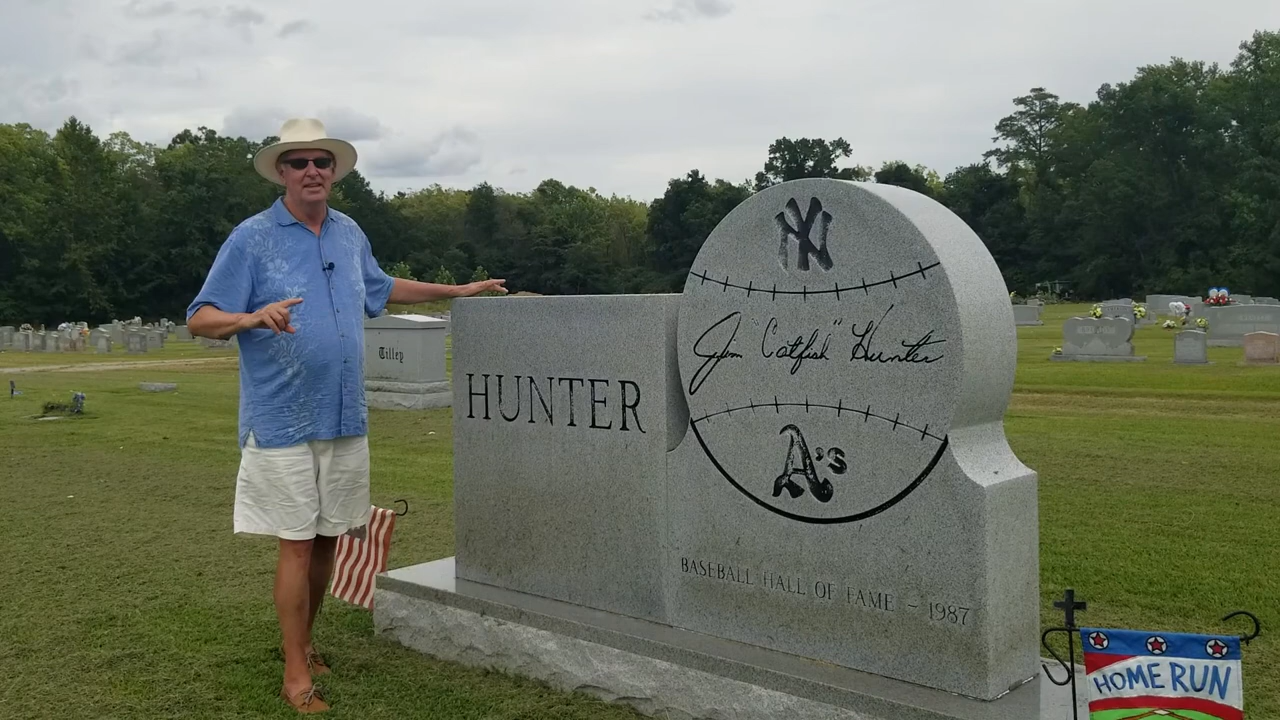 Tilley
HUNTER
NY
Jim "Catfish" Hunter
A's
BASEBALL HALL OF FAME - 1987
HOME RUN